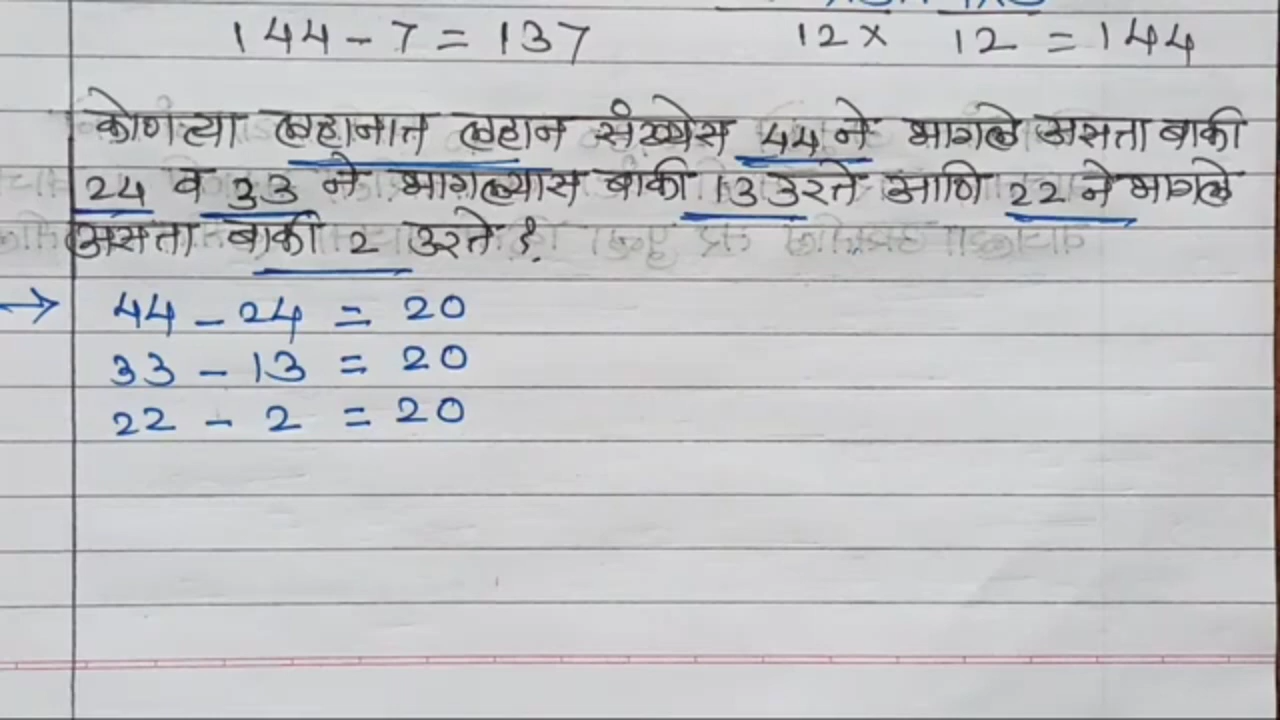 144 - 7 = 137 12 × 12 = 144
कोणत्या लहानात लहान संख्येस 44 ने भागले असता बाकी
24 व 33 ने भागल्यास बाकी 13 उरते आणि 22 ने भागले
असता बाकी 2 उरते?
→ 44 - 24 = 20
33 - 13 = 20
22 - 2 = 20